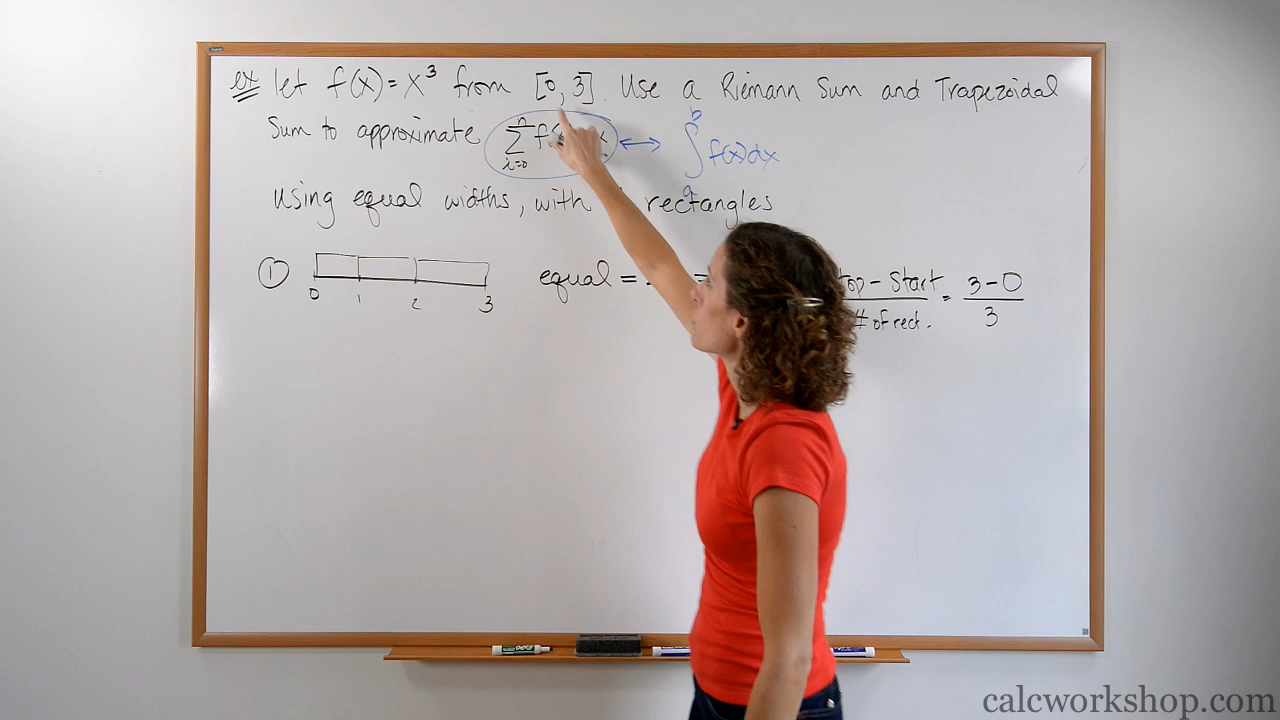 ex let f(x) = x³ from [0, 3]. Use a Riemann Sum and Trapezoidal
Sum to approximate n Σ i=0 f( x ↔ ∫ b a f(x)dx
using equal widths, with rectangles
① 0 1 2 3 equal = top - Start / # of rect. = 3-0 / 3
calcworkshop.com